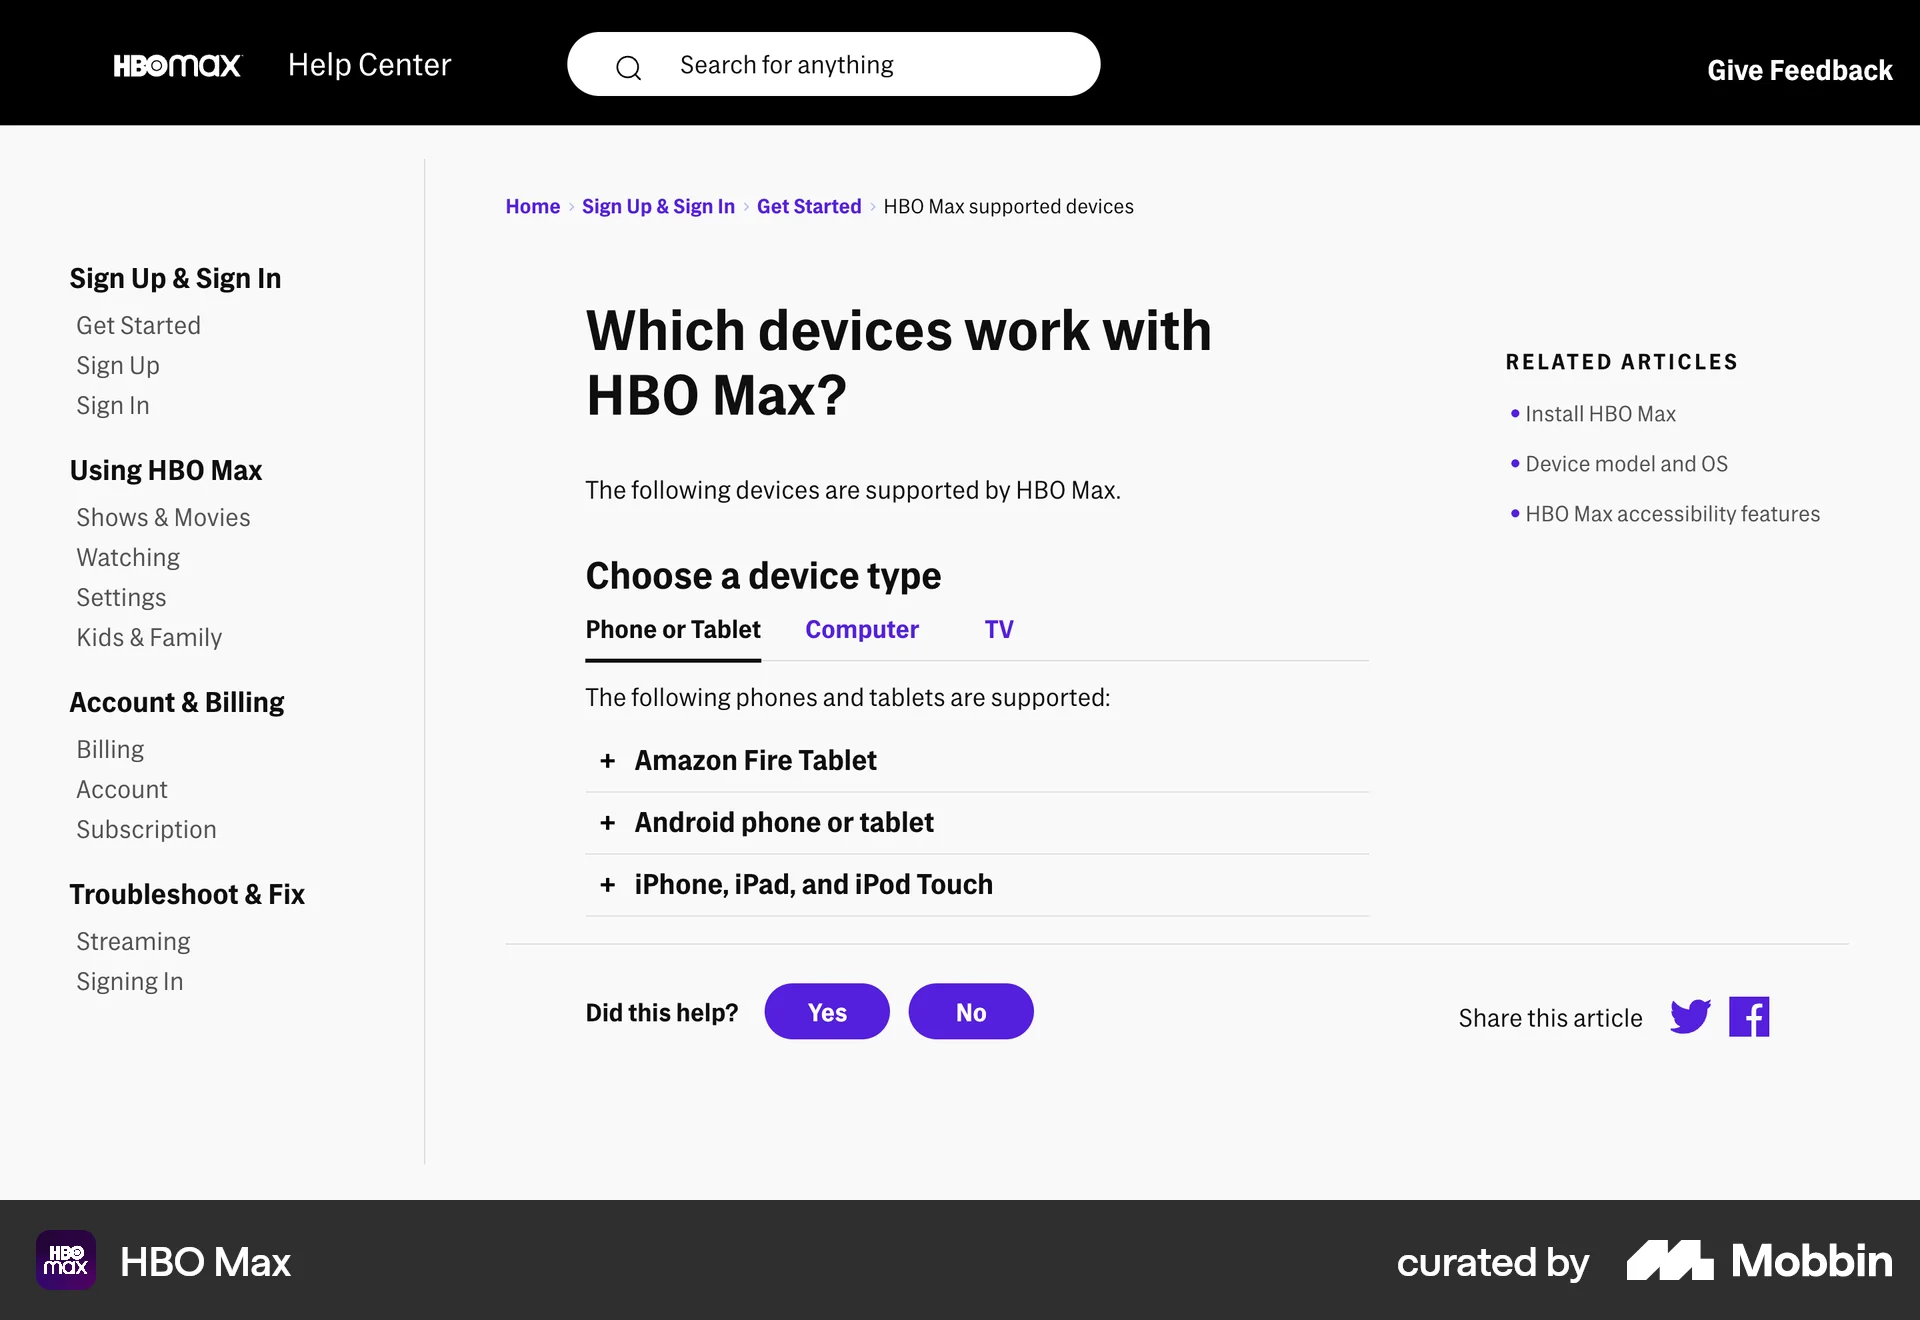 HBOmax Help Center
Search for anything
Give Feedback
Sign Up & Sign In
Get Started
Sign Up
Sign In
Using HBO Max
Shows & Movies
Watching
Settings
Kids & Family
Account & Billing
Billing
Account
Subscription
Troubleshoot & Fix
Streaming
Signing In
Home › Sign Up & Sign In › Get Started › HBO Max supported devices
Which devices work with
HBO Max?
The following devices are supported by HBO Max.
Choose a device type
Phone or Tablet Computer TV
The following phones and tablets are supported:
+ Amazon Fire Tablet
+ Android phone or tablet
+ iPhone, iPad, and iPod Touch
Did this help? Yes No
Share this article
RELATED ARTICLES
• Install HBO Max
• Device model and OS
• HBO Max accessibility features
HBO
max
HBO Max
curated by Mobbin